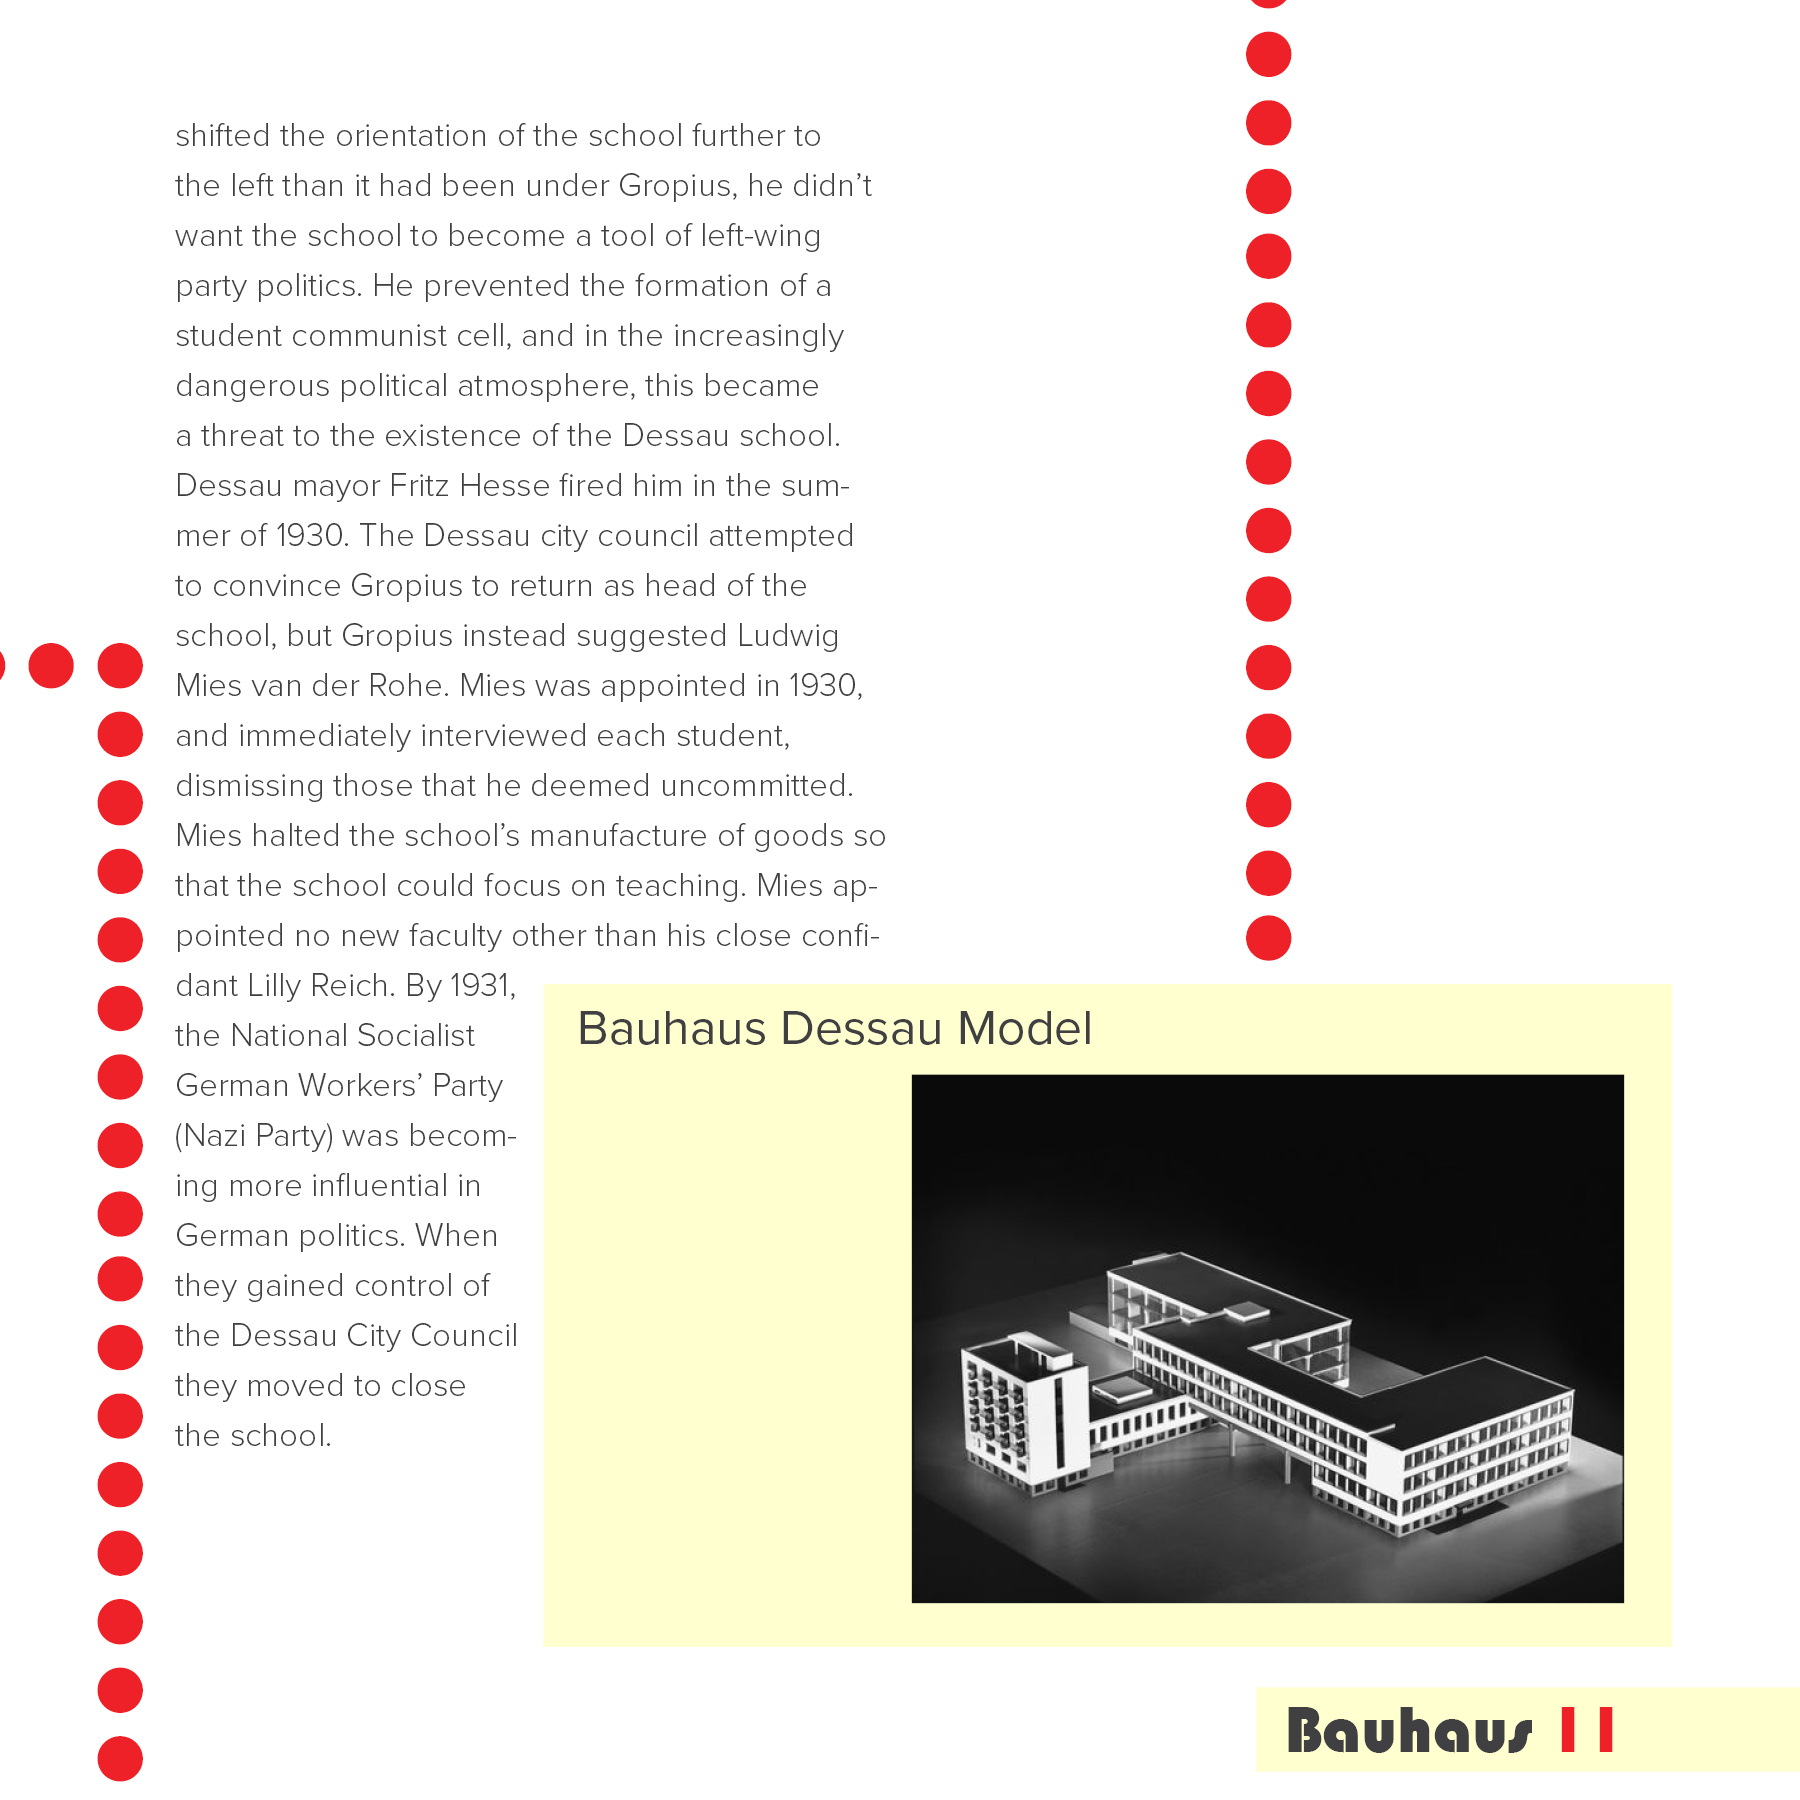 shifted the orientation of the school further to
the left than it had been under Gropius, he didn’t
want the school to become a tool of left-wing
party politics. He prevented the formation of a
student communist cell, and in the increasingly
dangerous political atmosphere, this became
a threat to the existence of the Dessau school.
Dessau mayor Fritz Hesse fired him in the sum-
mer of 1930. The Dessau city council attempted
to convince Gropius to return as head of the
school, but Gropius instead suggested Ludwig
Mies van der Rohe. Mies was appointed in 1930,
and immediately interviewed each student,
dismissing those that he deemed uncommitted.
Mies halted the school’s manufacture of goods so
that the school could focus on teaching. Mies ap-
pointed no new faculty other than his close confi-
dant Lilly Reich. By 1931,
the National Socialist
German Workers’ Party
(Nazi Party) was becom-
ing more influential in
German politics. When
they gained control of
the Dessau City Council
they moved to close
the school.
Bauhaus Dessau Model
Bauhaus 11